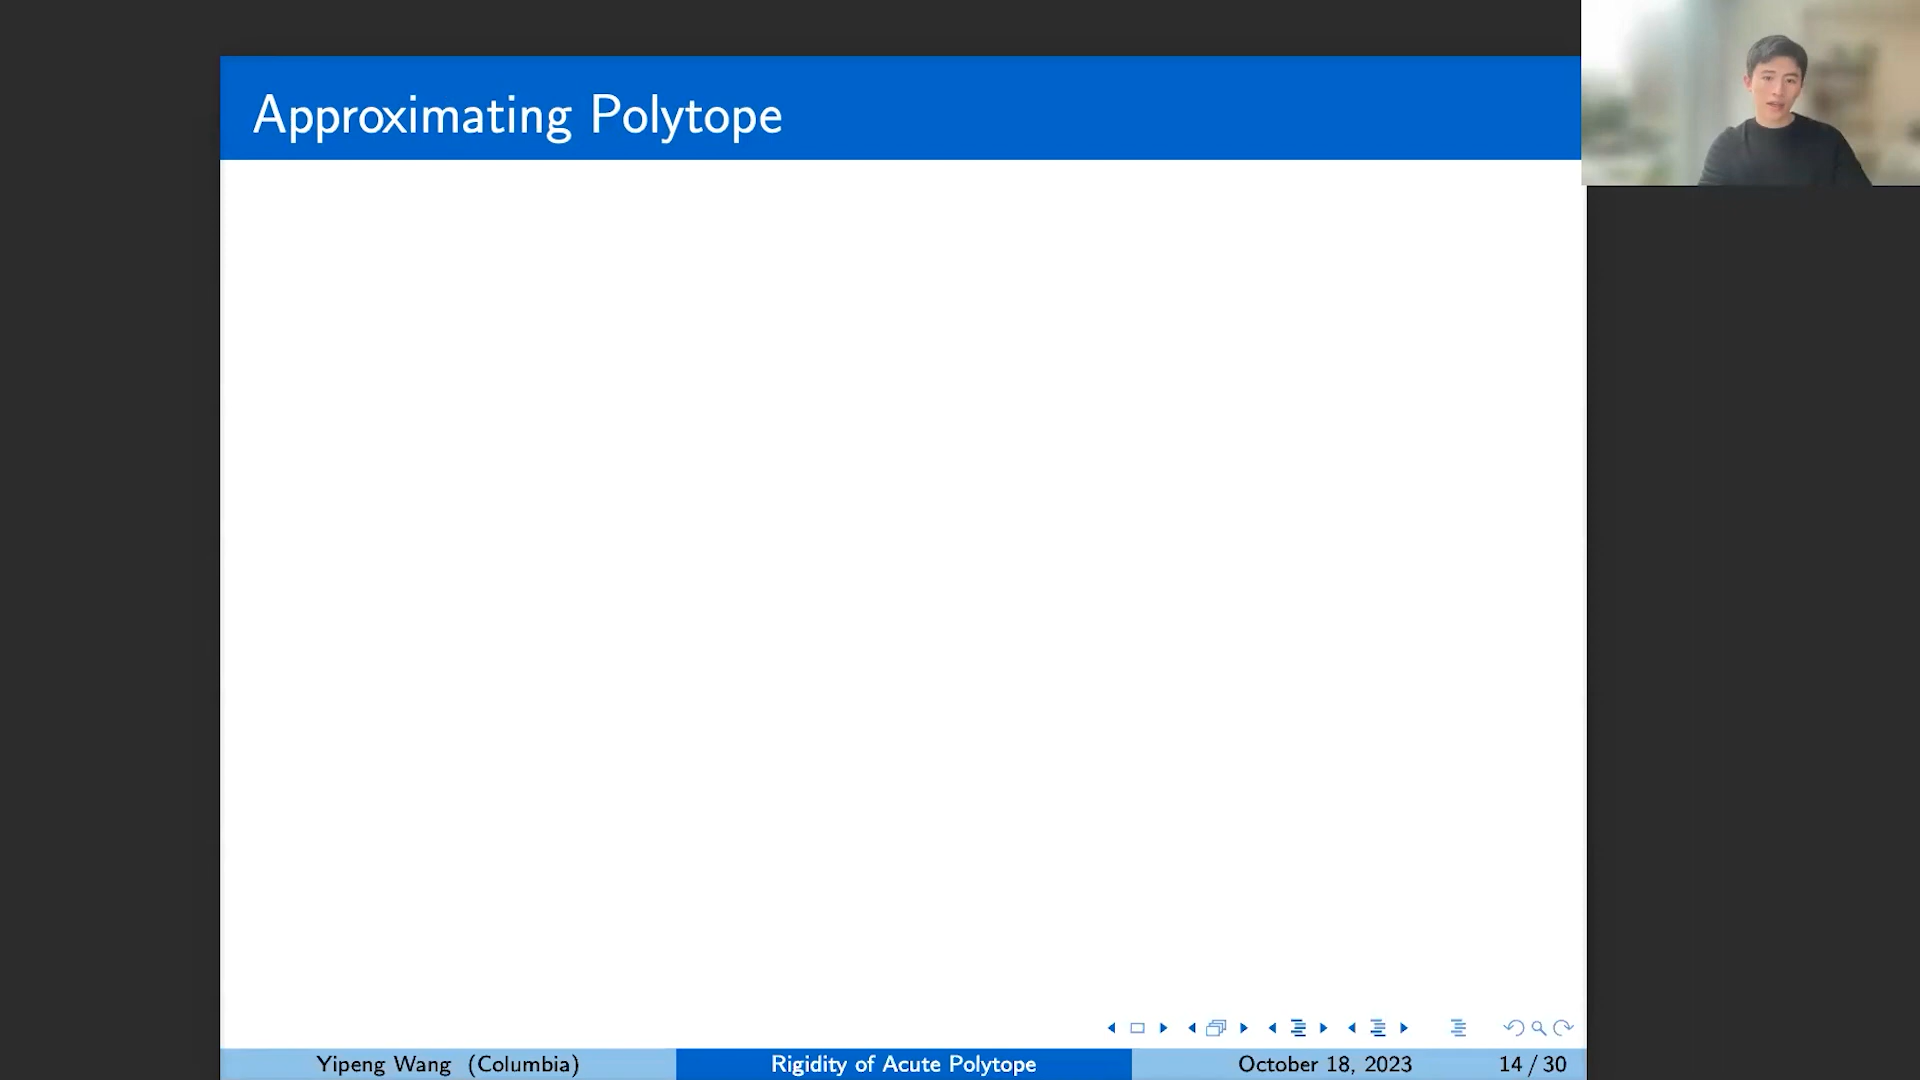 Approximating Polytope
Yipeng Wang (Columbia)
Rigidity of Acute Polytope
October 18, 2023
14 / 30